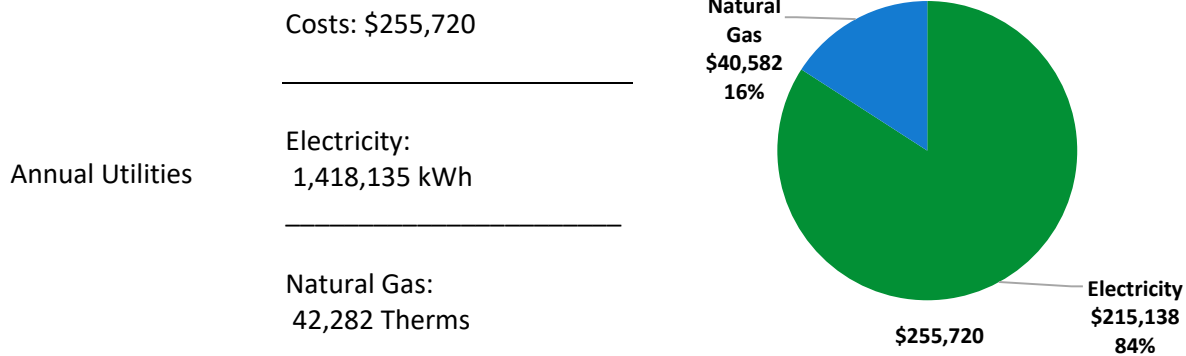 Annual Utilities
Costs: $255,720
Electricity:
1,418,135 kWh
Natural Gas:
42,282 Therms
Natural
Gas
$40,582
16%
Electricity
$215,138
84%
$255,720